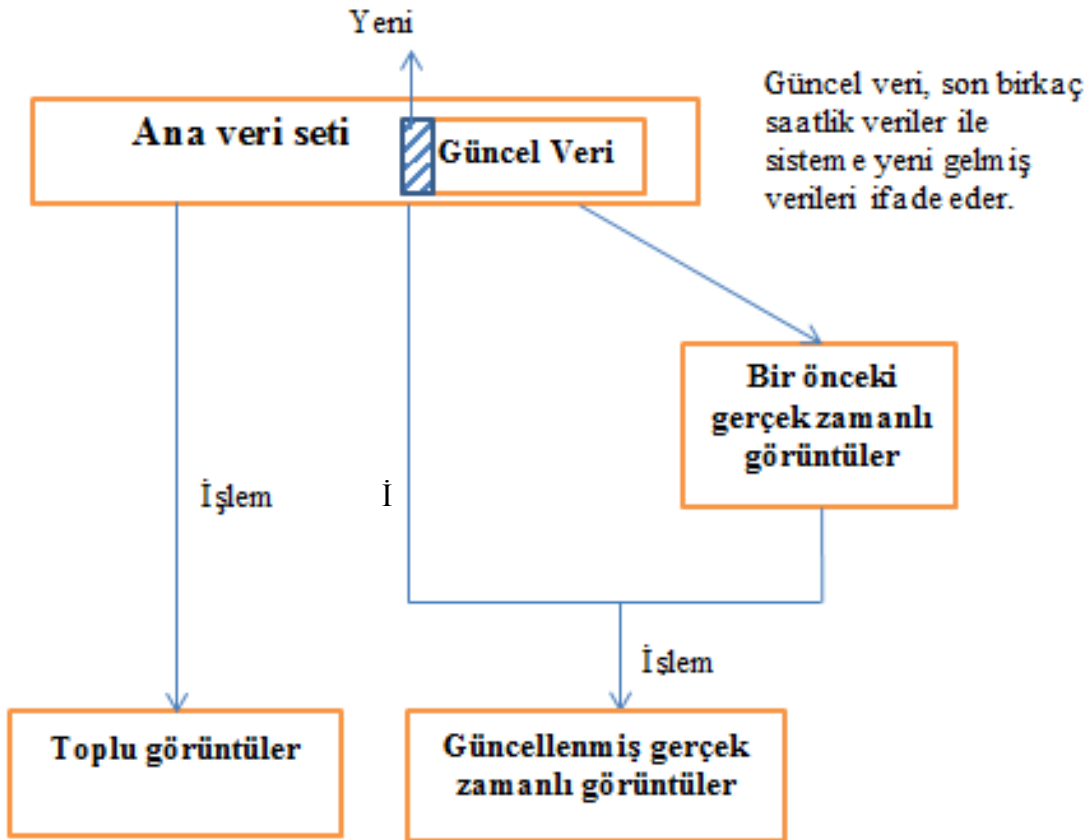 Yeni
Ana veri seti
Güncel Veri
Güncel veri, son birkaç
saatlik veriler ile
sisteme yeni gelmiş
verileri ifade eder.
Bir önceki
gerçek zamanlı
görüntüler
İşlem
İ
İşlem
Toplu görüntüler
Güncellenmiş gerçek
zamanlı görüntüler